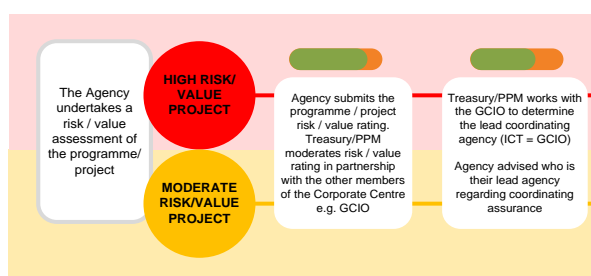 The Agency
undertakes a
risk / value
assessment of
the programme/
project
HIGH RISK/
VALUE
PROJECT
MODERATE
RISK/VALUE
PROJECT
Agency submits the
programme / project
risk / value rating.
Treasury/PPM
moderates risk / value
rating in partnership
with the other members
of the Corporate Centre
e.g. GCIO
Treasury/PPM works with
the GCIO to determine
the lead coordinating
agency (ICT = GCIO)
Agency advised who is
their lead agency
regarding coordinating
assurance